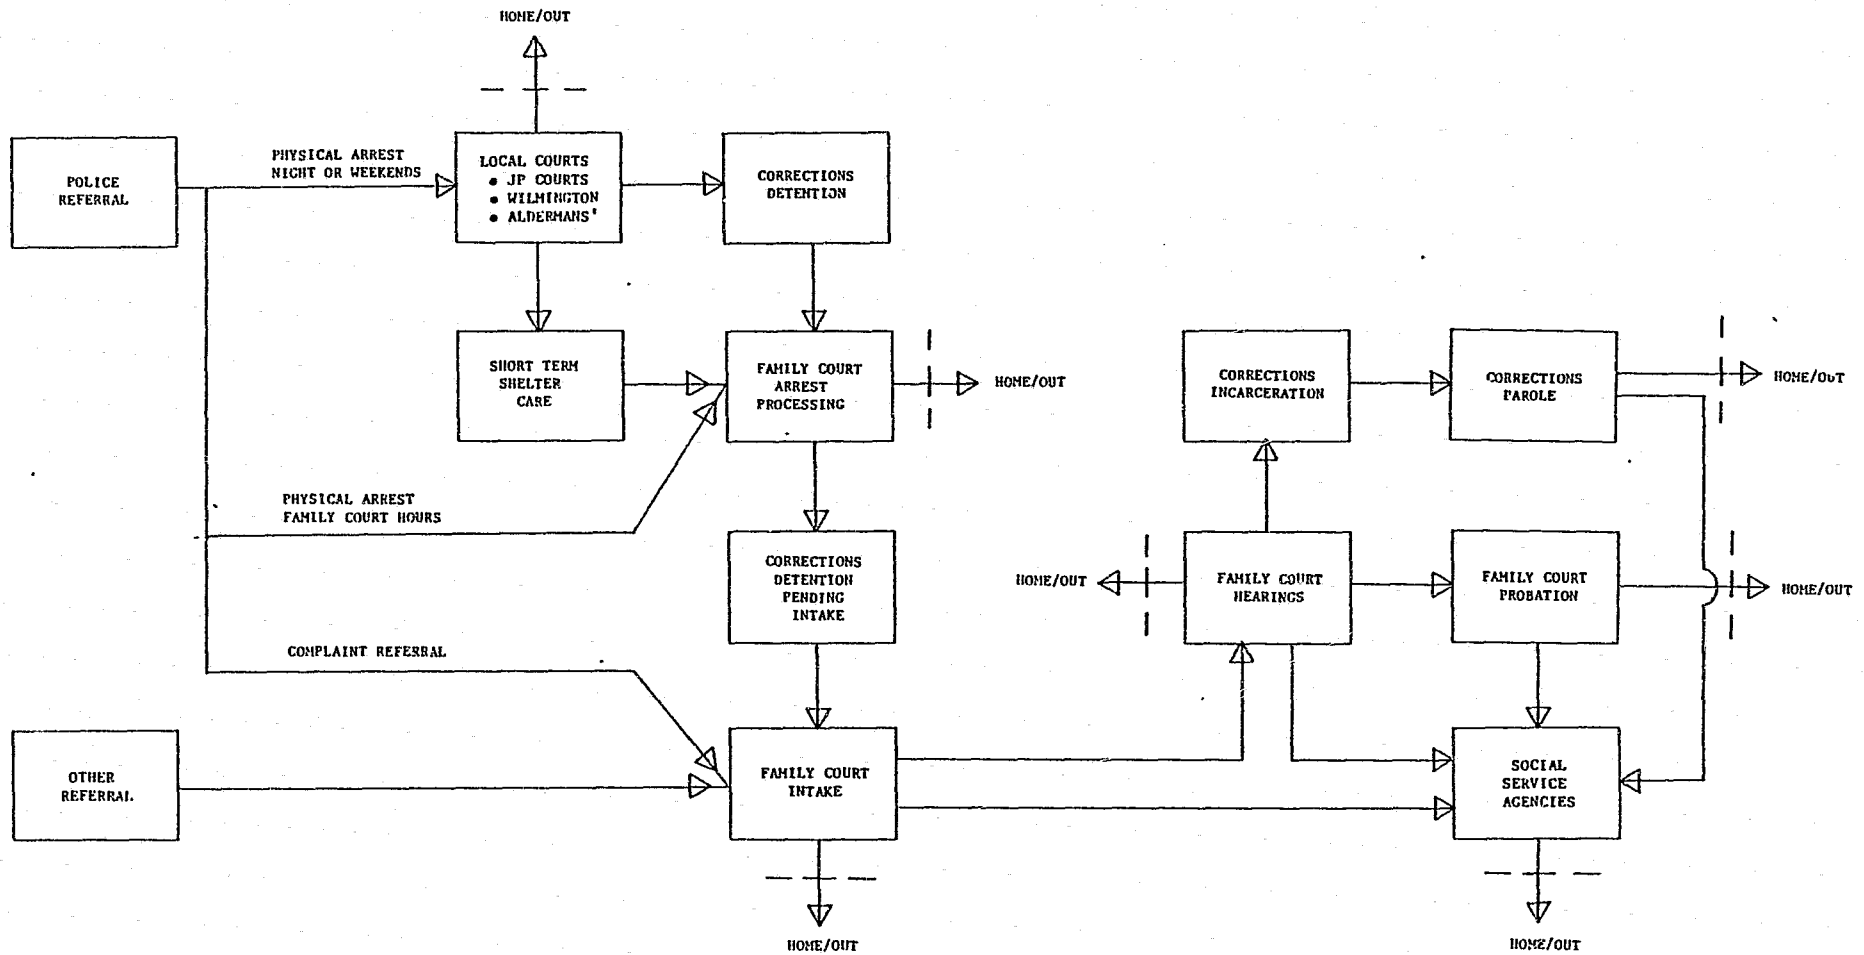 HOME/OUT
POLICE
REFERRAL
PHYSICAL ARREST
NIGHT OR WEEKENDS
LOCAL COURTS
• JP COURTS
• WILMINGTON
• ALDERMANS'
CORRECTIONS
DETENTION
SHORT TERM
SHELTER
CARE
FAMILY COURT
ARREST
PROCESSING
HOME/OUT
CORRECTIONS
INCARCERATION
CORRECTIONS
PAROLE
HOME/OUT
PHYSICAL ARREST
FAMILY COURT HOURS
CORRECTIONS
DETENTION
PENDING
INTAKE
HOME/OUT
FAMILY COURT
HEARINGS
FAMILY COURT
PROBATION
HOME/OUT
COMPLAINT REFERRAL
OTHER
REFERRAL
FAMILY COURT
INTAKE
SOCIAL
SERVICE
AGENCIES
HOME/OUT
HOME/OUT